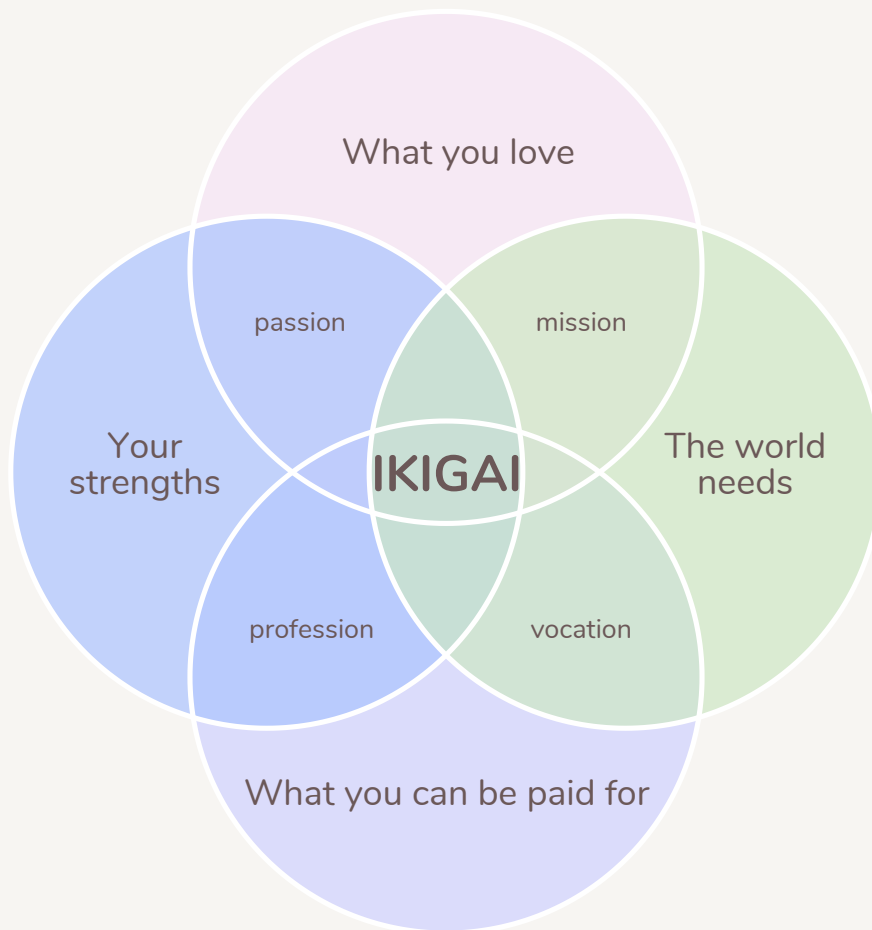 What you love
passion
mission
Your
strengths
IKIGAI
The world
needs
profession
vocation
What you can be paid for